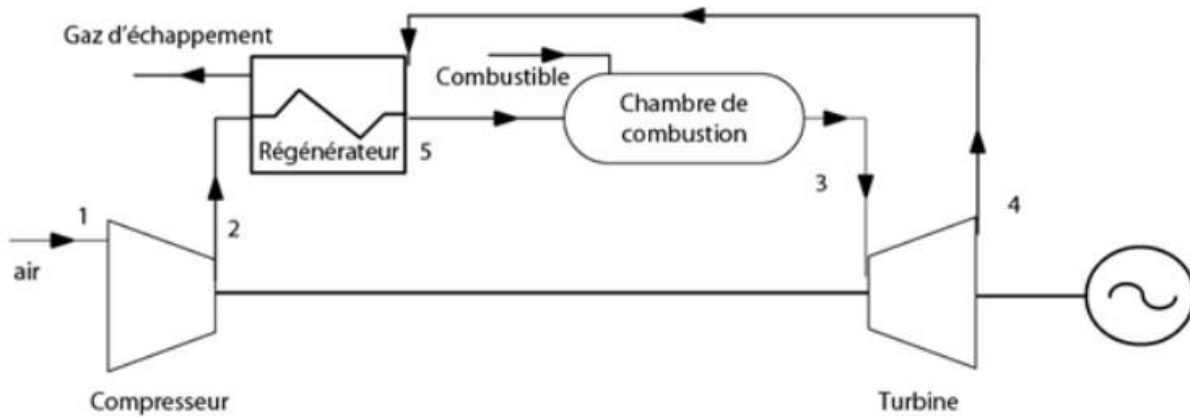 Gaz d'échappement
Combustible
Chambre de
combustion
Régénérateur
5
3
4
1
2
air
Compresseur
Turbine